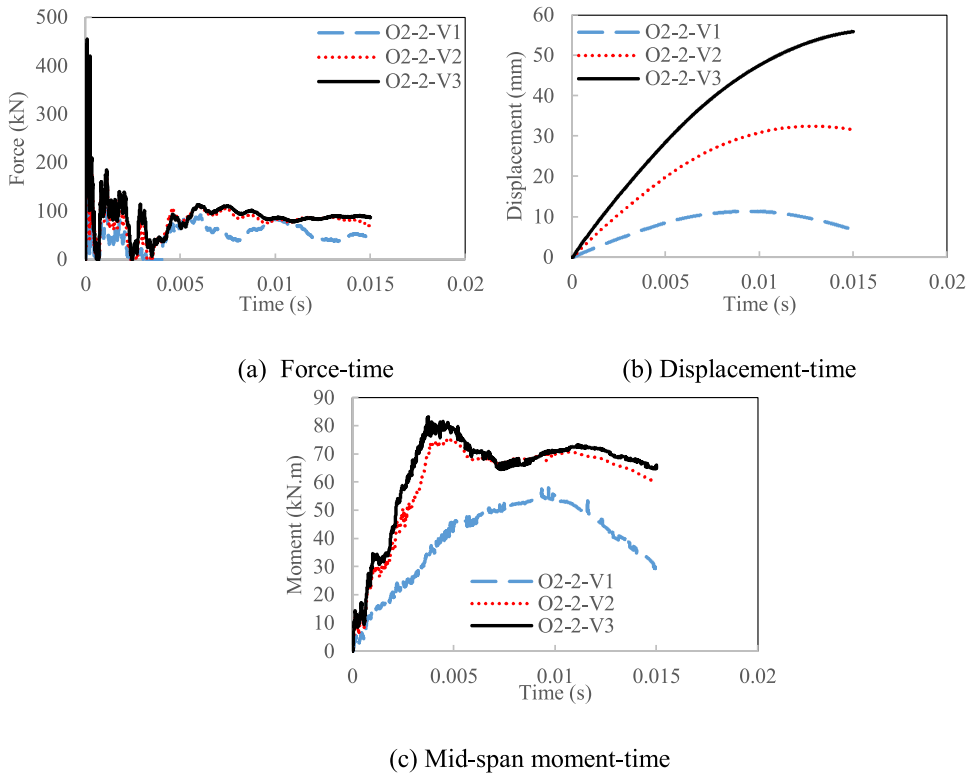 500
400
300
200
100
0
Force (kN)
O2-2-V1
O2-2-V2
O2-2-V3
0
0.005
0.01
0.015
0.02
Time (s)
(a) Force-time
60
50
40
30
20
10
0
Displacement (mm)
O2-2-V1
O2-2-V2
O2-2-V3
0
0.005
0.01
0.015
0.02
Time (s)
(b) Displacement-time
90
80
70
60
50
40
30
20
10
0
Moment (kN.m)
O2-2-V1
O2-2-V2
O2-2-V3
0
0.005
0.01
0.015
0.02
Time (s)
(c) Mid-span moment-time